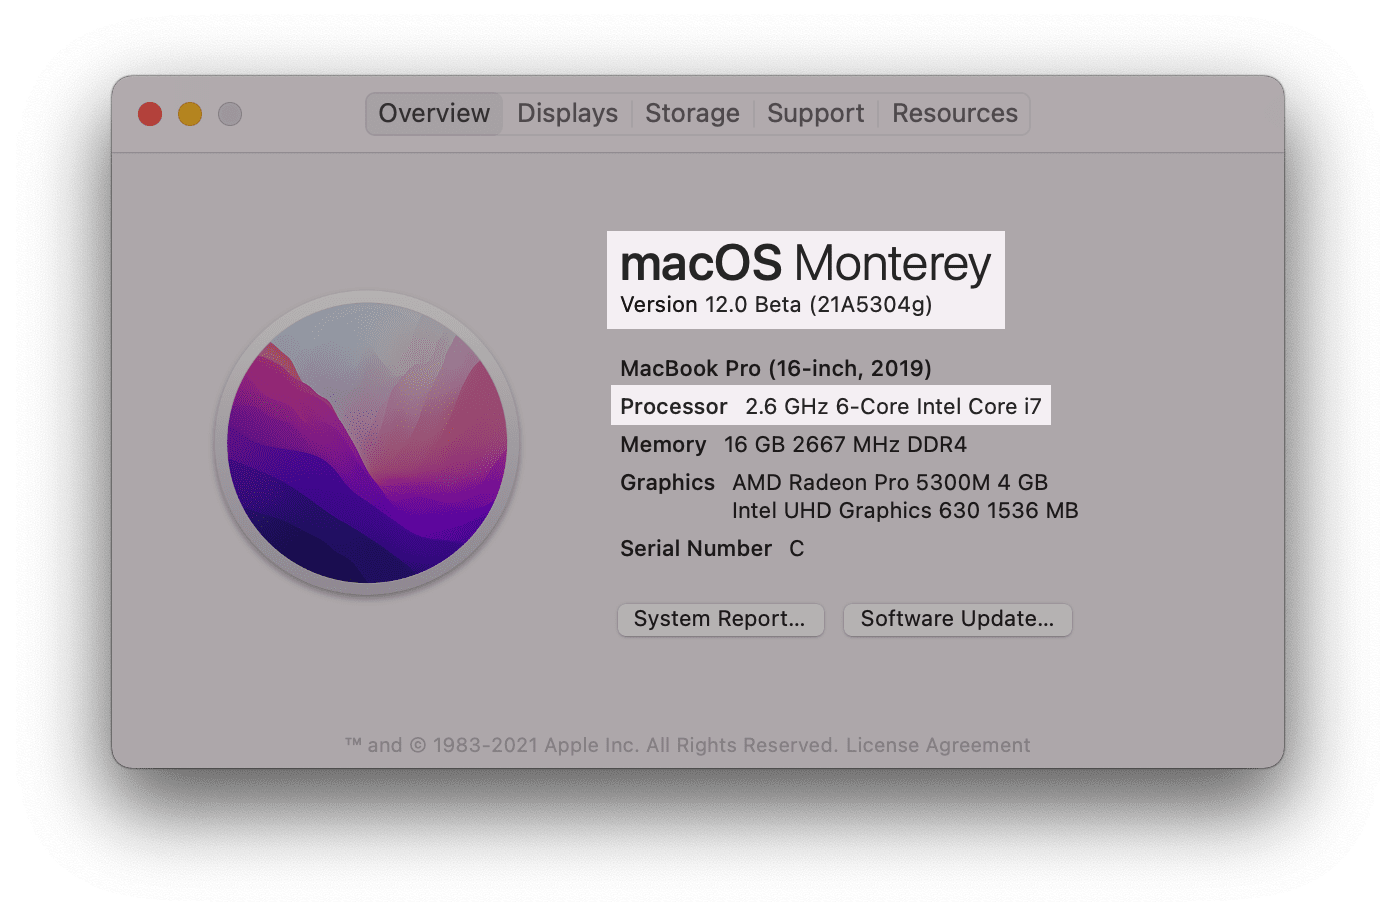 Overview Displays Storage Support Resources
macOS Monterey
Version 12.0 Beta (21A5304g)
MacBook Pro (16-inch, 2019)
Processor 2.6 GHz 6-Core Intel Core i7
Memory 16 GB 2667 MHz DDR4
Graphics AMD Radeon Pro 5300M 4 GB
Intel UHD Graphics 630 1536 MB
Serial Number C
System Report... Software Update...
™ and © 1983-2021 Apple Inc. All Rights Reserved. License Agreement